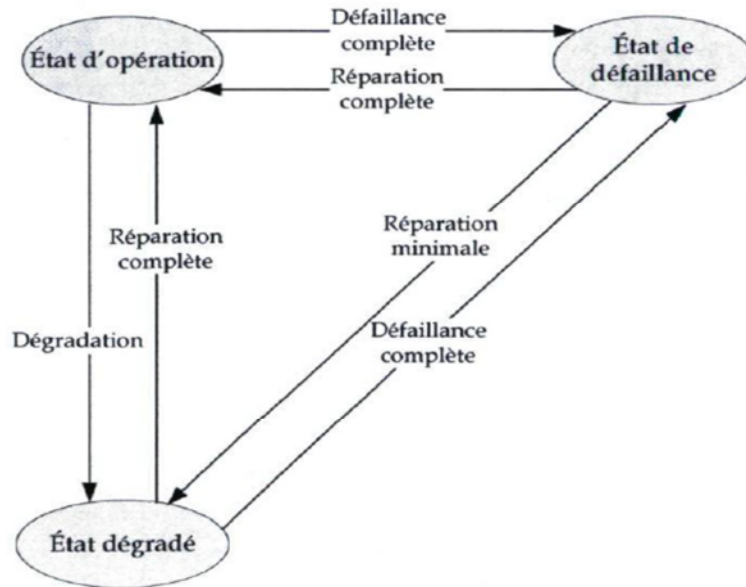 Défaillance
complète
État d'opération
État de
défaillance
Réparation
complète
Réparation
minimale
Réparation
complète
Défaillance
complète
Dégradation
État dégradé